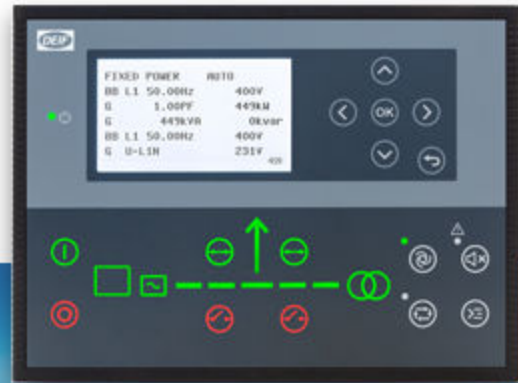 DEIF
FIXED POWER AUTO
BB L1 50.00Hz 400V
G 1.00PF 449kW
G 449kVA 0kvar
BB L1 50.00Hz 400V
G U-L1N 231V
OK